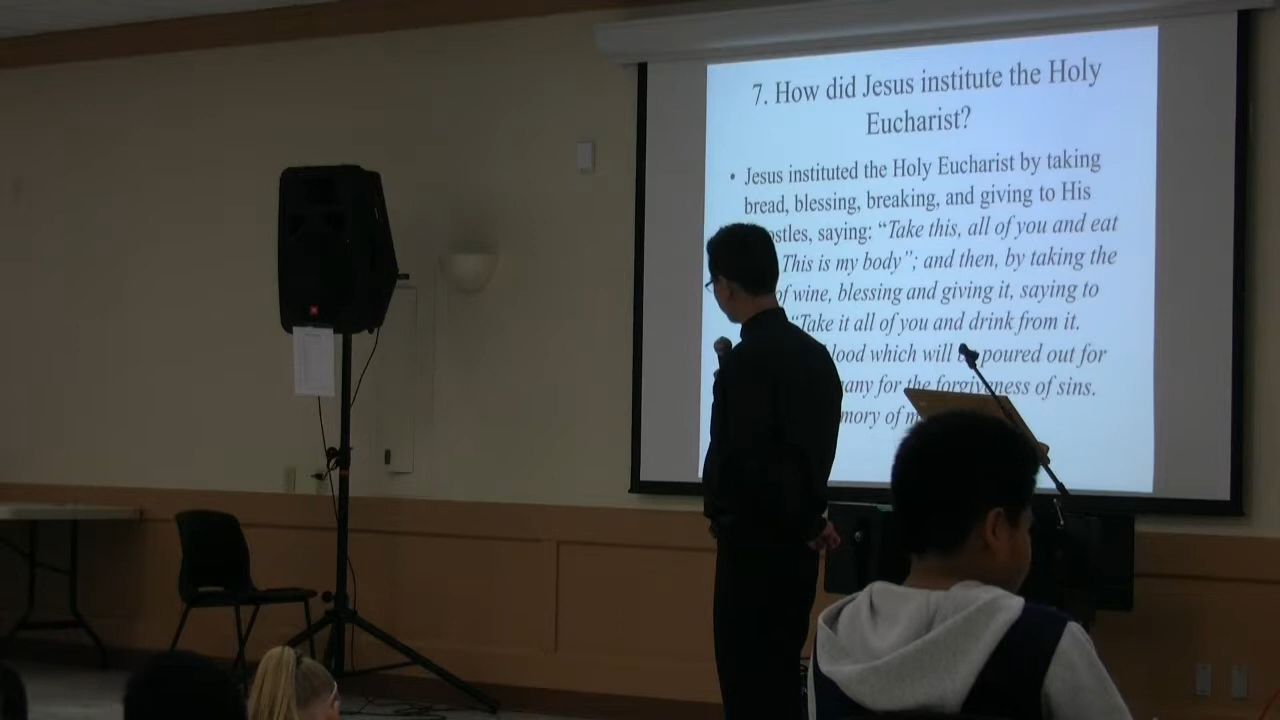 7. How did Jesus institute the Holy
Eucharist?
• Jesus instituted the Holy Eucharist by taking
bread, blessing, breaking, and giving to His
stles, saying: “Take this, all of you and eat
This is my body”; and then, by taking the
of wine, blessing and giving it, saying to
“Take it all of you and drink from it.
lood which will be poured out for
any for the forgiveness of sins.
mory of m